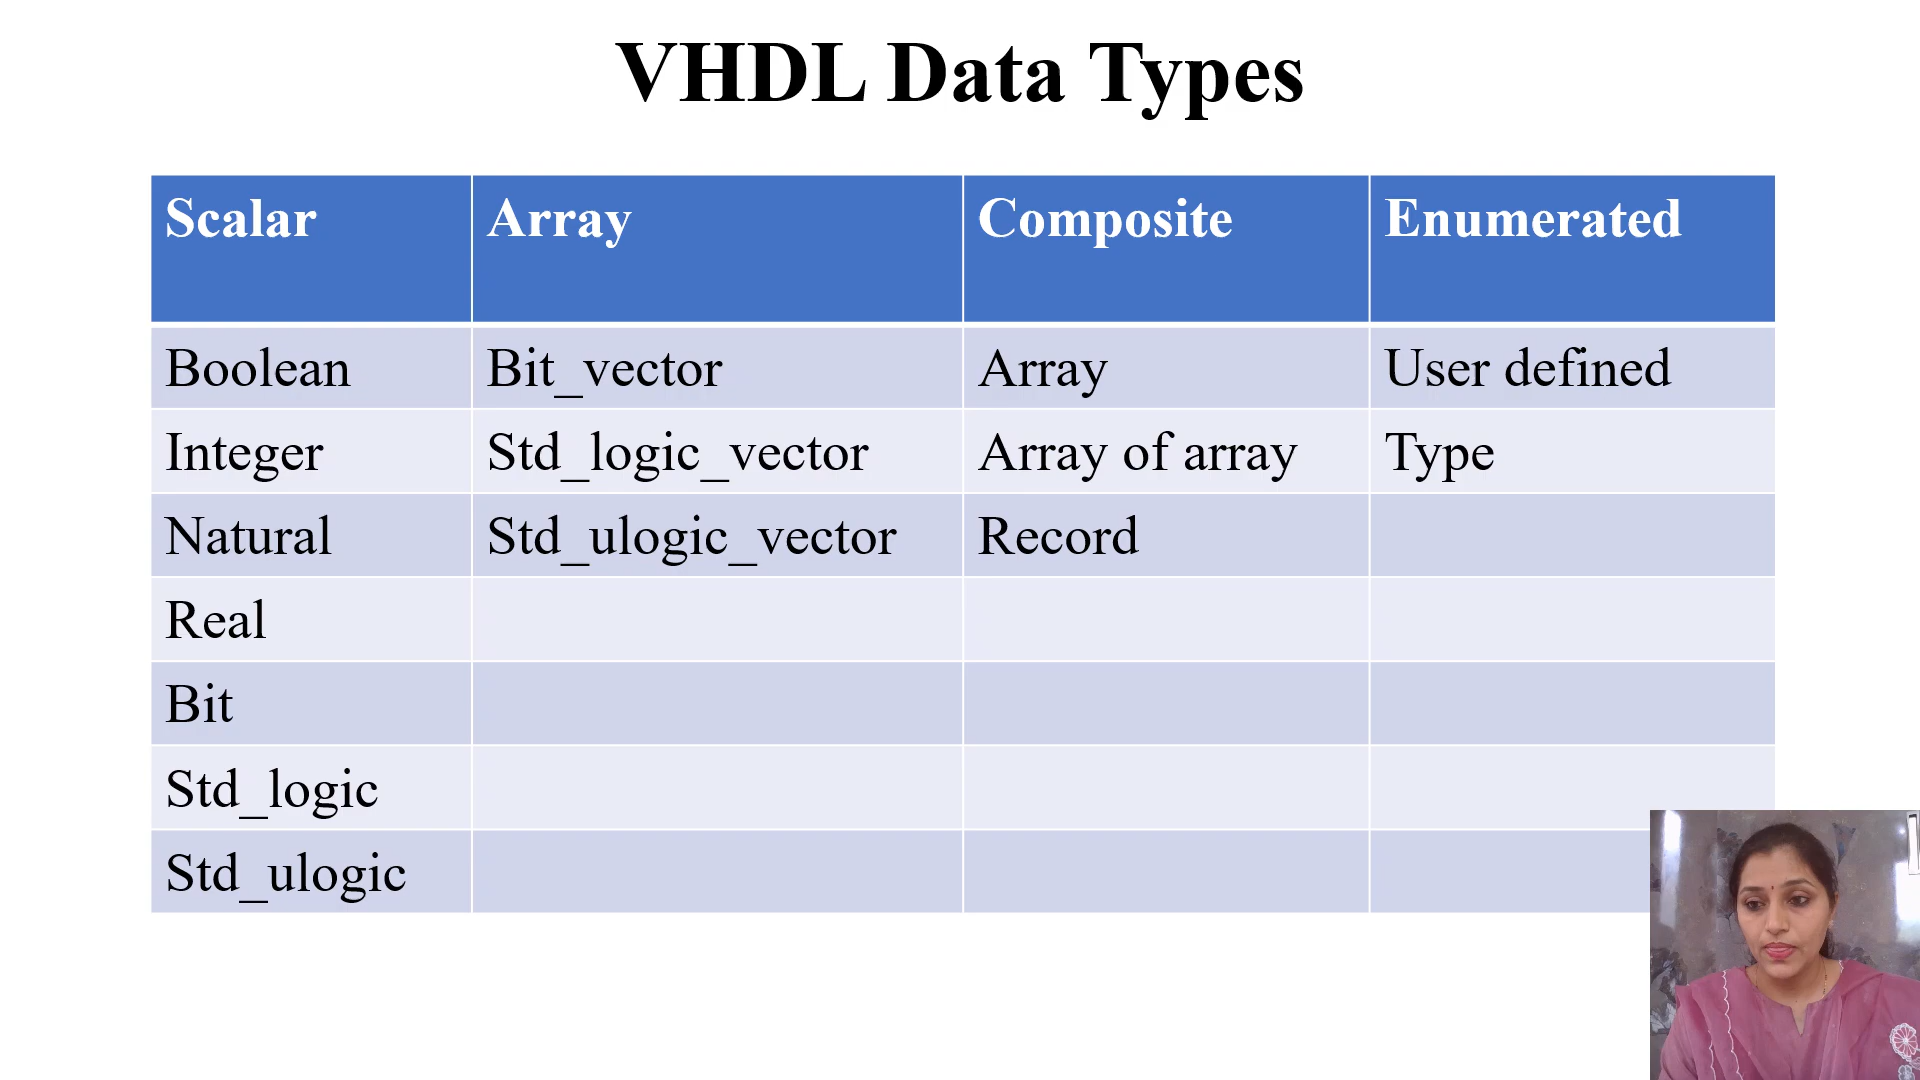 VHDL Data Types
Scalar Array Composite Enumerated
Boolean Bit_vector Array User defined
Integer Std_logic_vector Array of array Type
Natural Std_ulogic_vector Record
Real
Bit
Std_logic
Std_ulogic